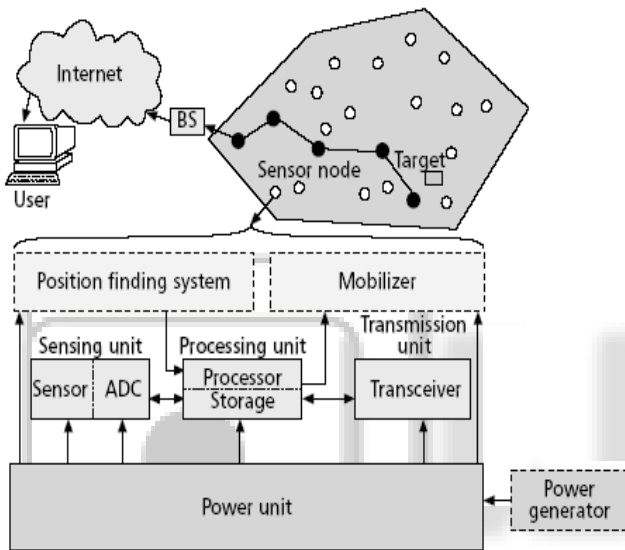 Internet
BS
User
Sensor node
Target
Position finding system
Mobilizer
Sensing unit
Processing unit
Transmission
unit
Sensor
ADC
Processor
Storage
Transceiver
Power unit
Power
generator